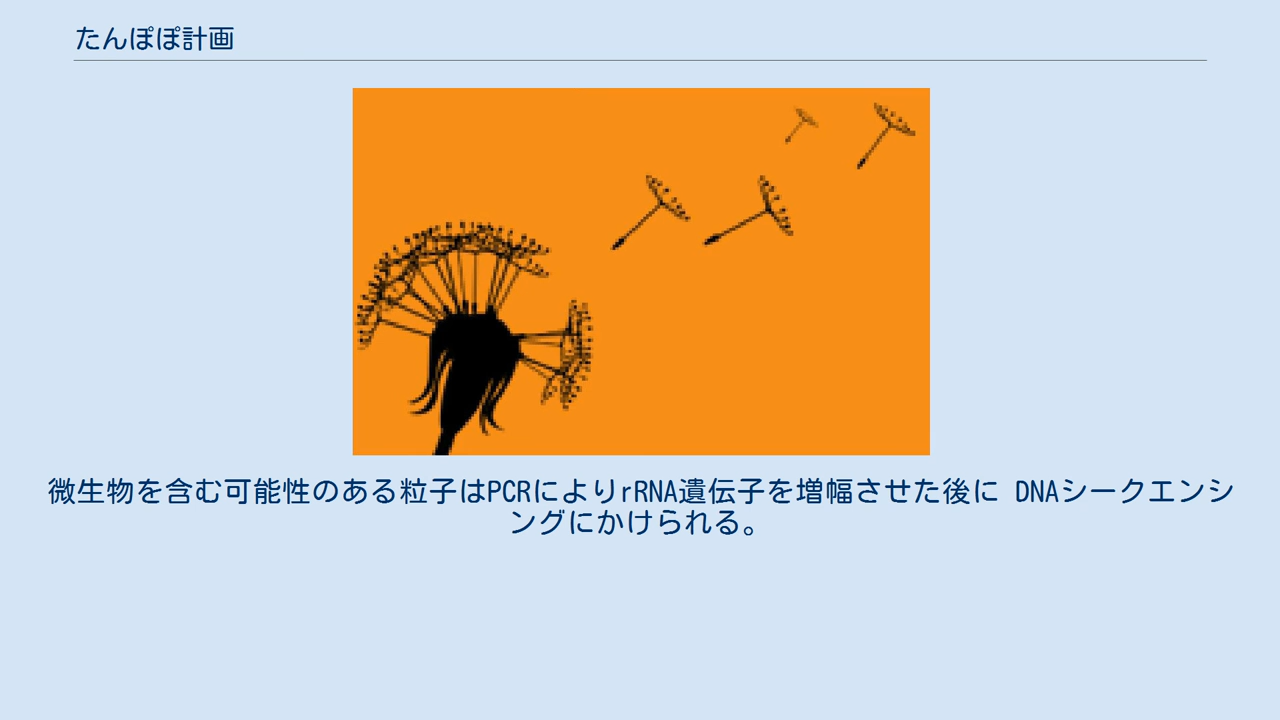 たんぽぽ計画
微生物を含む可能性のある粒子はPCRによりrRNA遺伝子を増幅させた後に DNAシークエンシ
ングにかけられる。